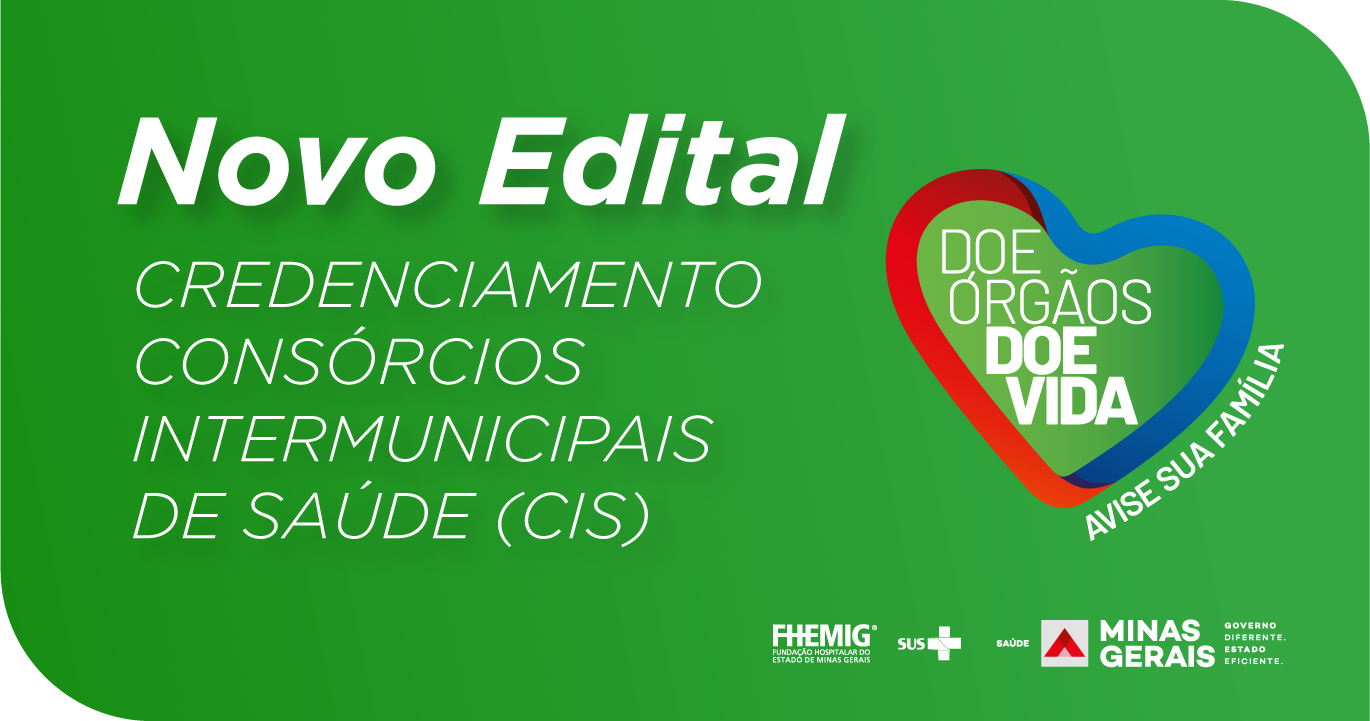 Novo Edital
CREDENCIAMENTO
CONSÓRCIOS
INTERMUNICIPAIS
DE SAÚDE (CIS)
DOE
ÓRGÃOS
DOE
VIDA
AVISE SUA FAMÍLIA
FHEMIG®
FUNDAÇÃO HOSPITALAR DO
ESTADO DE MINAS GERAIS
SUS
SAÚDE
MINAS
GERAIS
GOVERNO
DIFERENTE.
ESTADO
EFICIENTE.